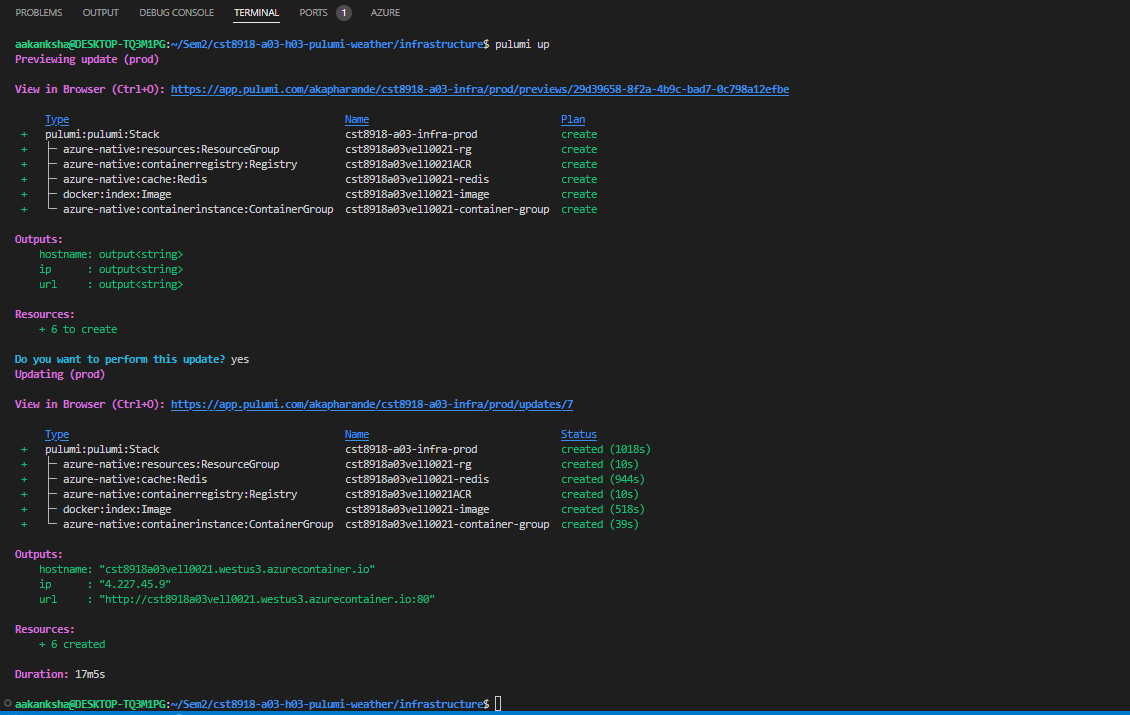 PROBLEMS OUTPUT DEBUG CONSOLE TERMINAL PORTS 1 AZURE
aakanksha@DESKTOP-TQ3M1PG:~/Sem2/cst8918-a03-h03-pulumi-weather/infrastructure$ pulumi up
Previewing update (prod)
View in Browser (Ctrl+O): https://app.pulumi.com/akapharande/cst8918-a03-infra/prod/previews/29d39658-8f2a-4b9c-bad7-0c798a12efbe
Type Name Plan
+ pulumi:pulumi:Stack cst8918-a03-infra-prod create
+ ├─ azure-native:resources:ResourceGroup cst8918a03vell0021-rg create
+ ├─ azure-native:containerregistry:Registry cst8918a03vell0021ACR create
+ ├─ azure-native:cache:Redis cst8918a03vell0021-redis create
+ ├─ docker:index:Image cst8918a03vell0021-image create
+ └─ azure-native:containerinstance:ContainerGroup cst8918a03vell0021-container-group create
Outputs:
hostname: output<string>
ip : output<string>
url : output<string>
Resources:
+ 6 to create
Do you want to perform this update? yes
Updating (prod)
View in Browser (Ctrl+O): https://app.pulumi.com/akapharande/cst8918-a03-infra/prod/updates/7
Type Name Status
+ pulumi:pulumi:Stack cst8918-a03-infra-prod created (1018s)
+ ├─ azure-native:resources:ResourceGroup cst8918a03vell0021-rg created (10s)
+ ├─ azure-native:cache:Redis cst8918a03vell0021-redis created (944s)
+ ├─ azure-native:containerregistry:Registry cst8918a03vell0021ACR created (10s)
+ ├─ docker:index:Image cst8918a03vell0021-image created (518s)
+ └─ azure-native:containerinstance:ContainerGroup cst8918a03vell0021-container-group created (39s)
Outputs:
hostname: "cst8918a03vell0021.westus3.azurecontainer.io"
ip : "4.227.45.9"
url : "http://cst8918a03vell0021.westus3.azurecontainer.io:80"
Resources:
+ 6 created
Duration: 17m5s
aakanksha@DESKTOP-TQ3M1PG:~/Sem2/cst8918-a03-h03-pulumi-weather/infrastructure$